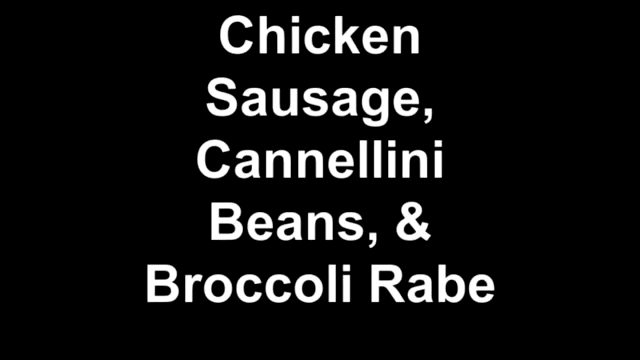 Chicken
Sausage,
Cannellini
Beans, &
Broccoli Rabe